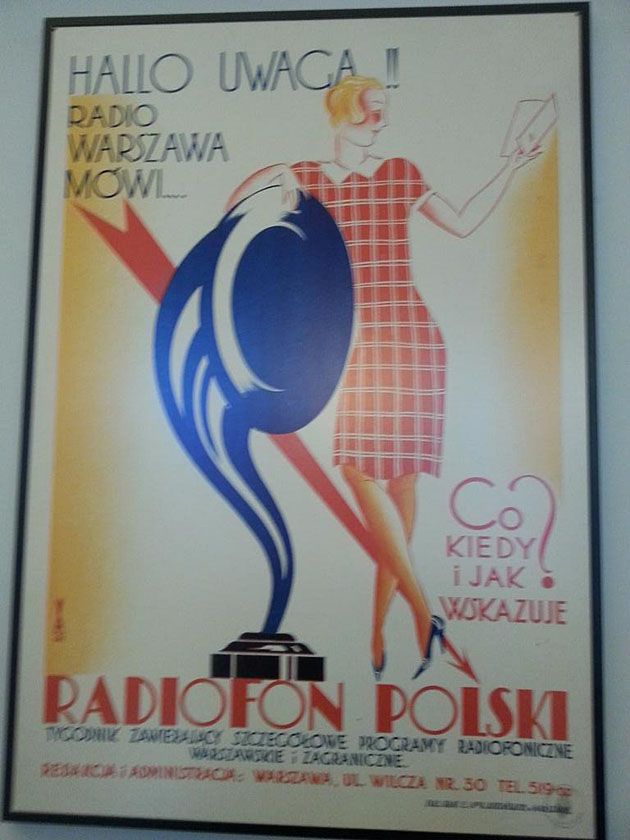 HALLO UWAGA !!
RADIO
WARSZAWA
MÓWI.....
CO
KIEDY
i JAK ?
WSKAZUJE
RADIOFON POLSKI
TYGODNIK ZAWIERAJĄCY SZCZEGÓŁOWE PROGRAMY RADIOFONICZNE
WARSZAWSKIE i ZAGRANICZNE.
REDAKCJA i ADMINISTRACJA: WARSZAWA, UL. WILCZA NR. 30 TEL. 519-